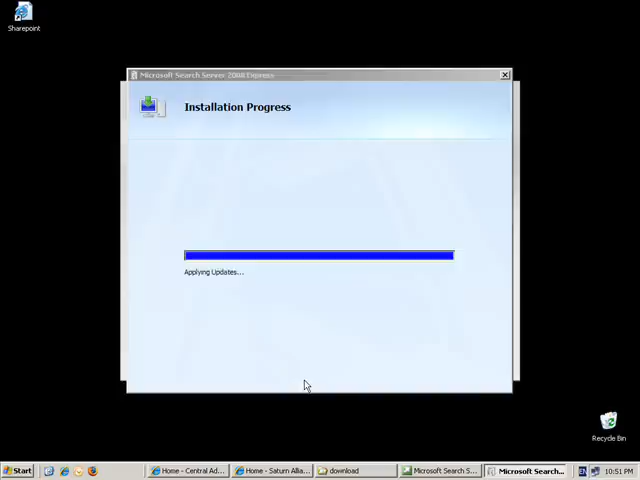 Sharepoint
Microsoft Search Server 2008 Express
Installation Progress
Applying Updates...
Recycle Bin
Start
Home - Central Ad...
Home - Saturn Allia...
download
Microsoft Search S...
Microsoft Search...
EN
10:51 PM